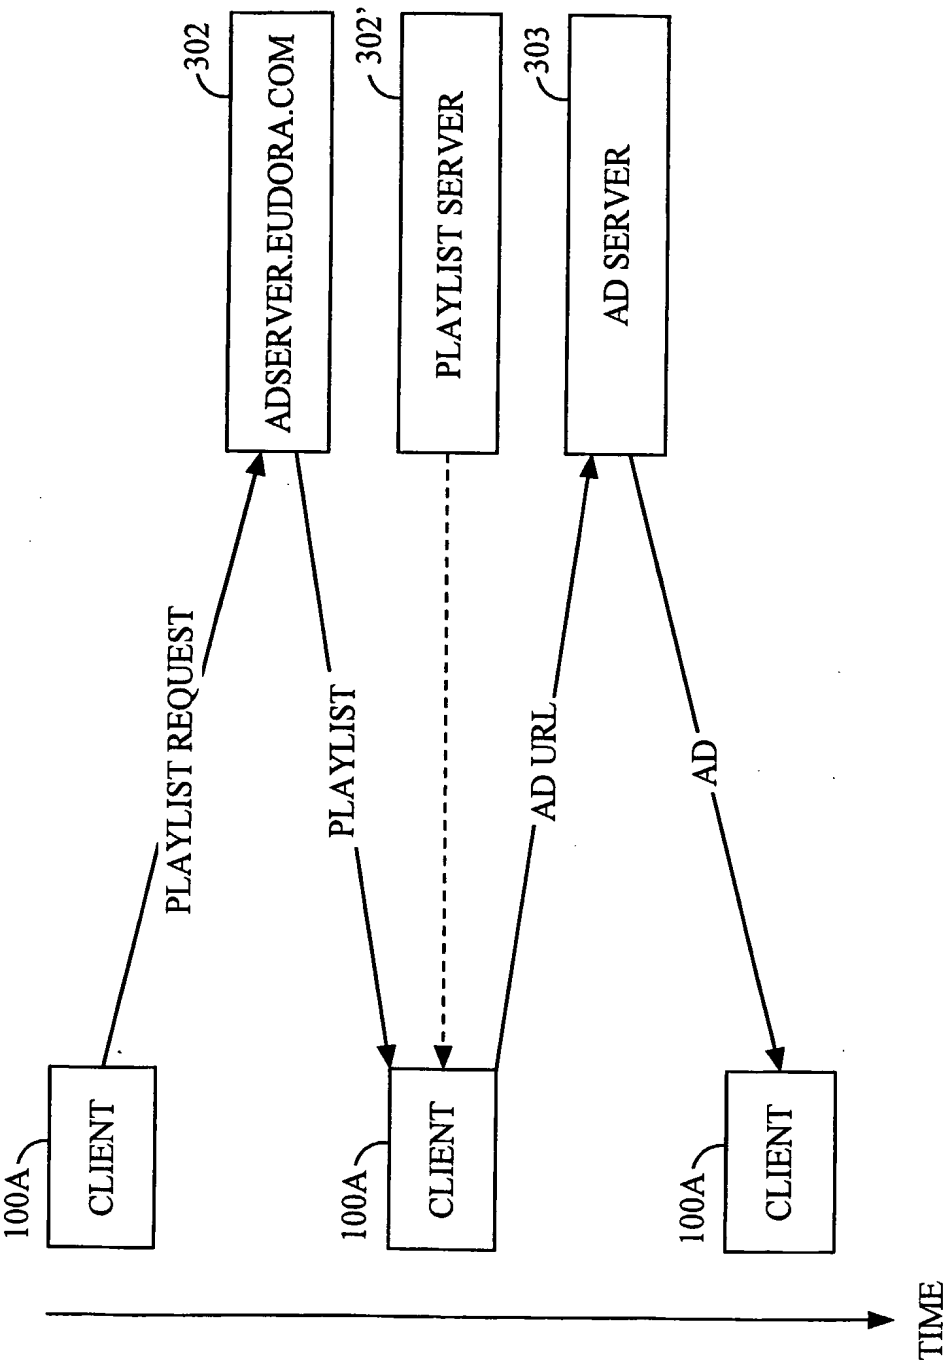 100A
CLIENT
PLAYLIST REQUEST
302
ADSERVER.EUDORA.COM
PLAYLIST
302'
PLAYLIST SERVER
100A
CLIENT
AD URL
303
AD SERVER
AD
100A
CLIENT
TIME